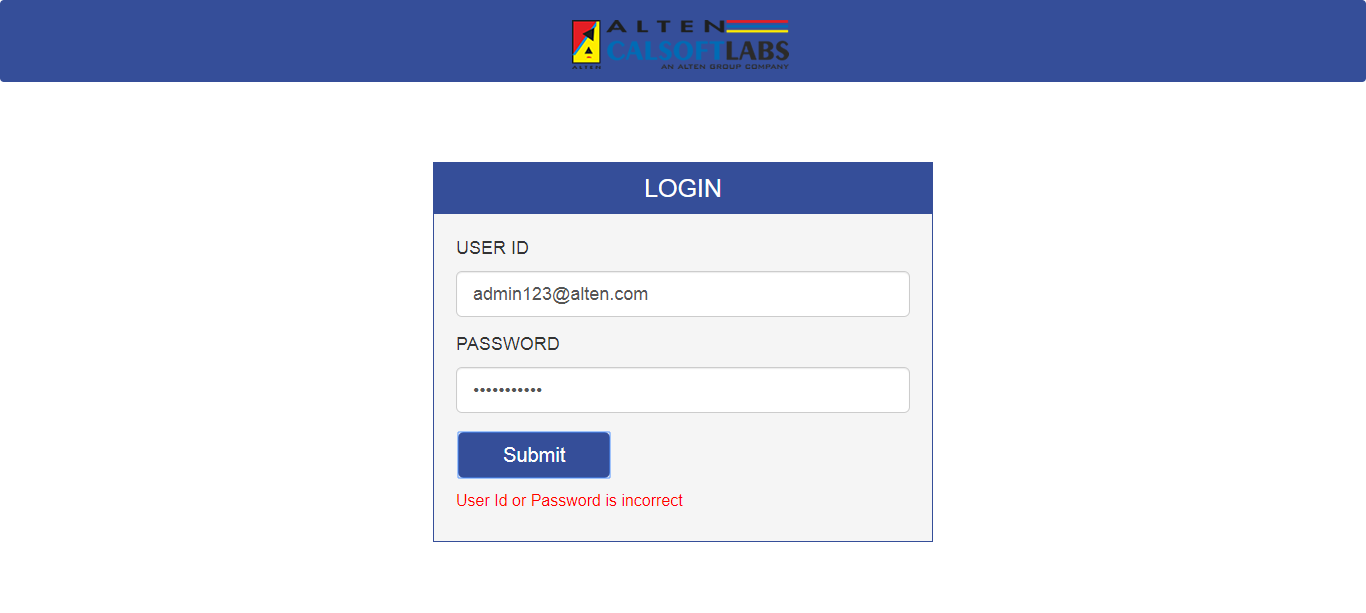 ALTEN
CALSOFTLABS
ALTEN
AN ALTEN GROUP COMPANY
LOGIN
USER ID
admin123@alten.com
PASSWORD
•••••••••••
Submit
User Id or Password is incorrect